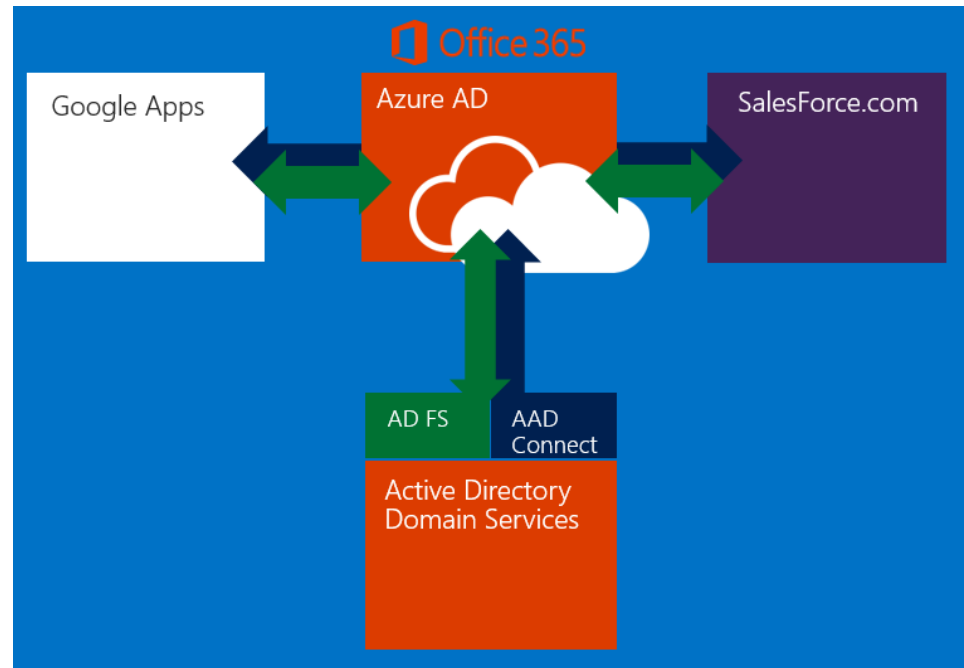 Office 365
Google Apps
Azure AD
SalesForce.com
AD FS
AAD
Connect
Active Directory
Domain Services